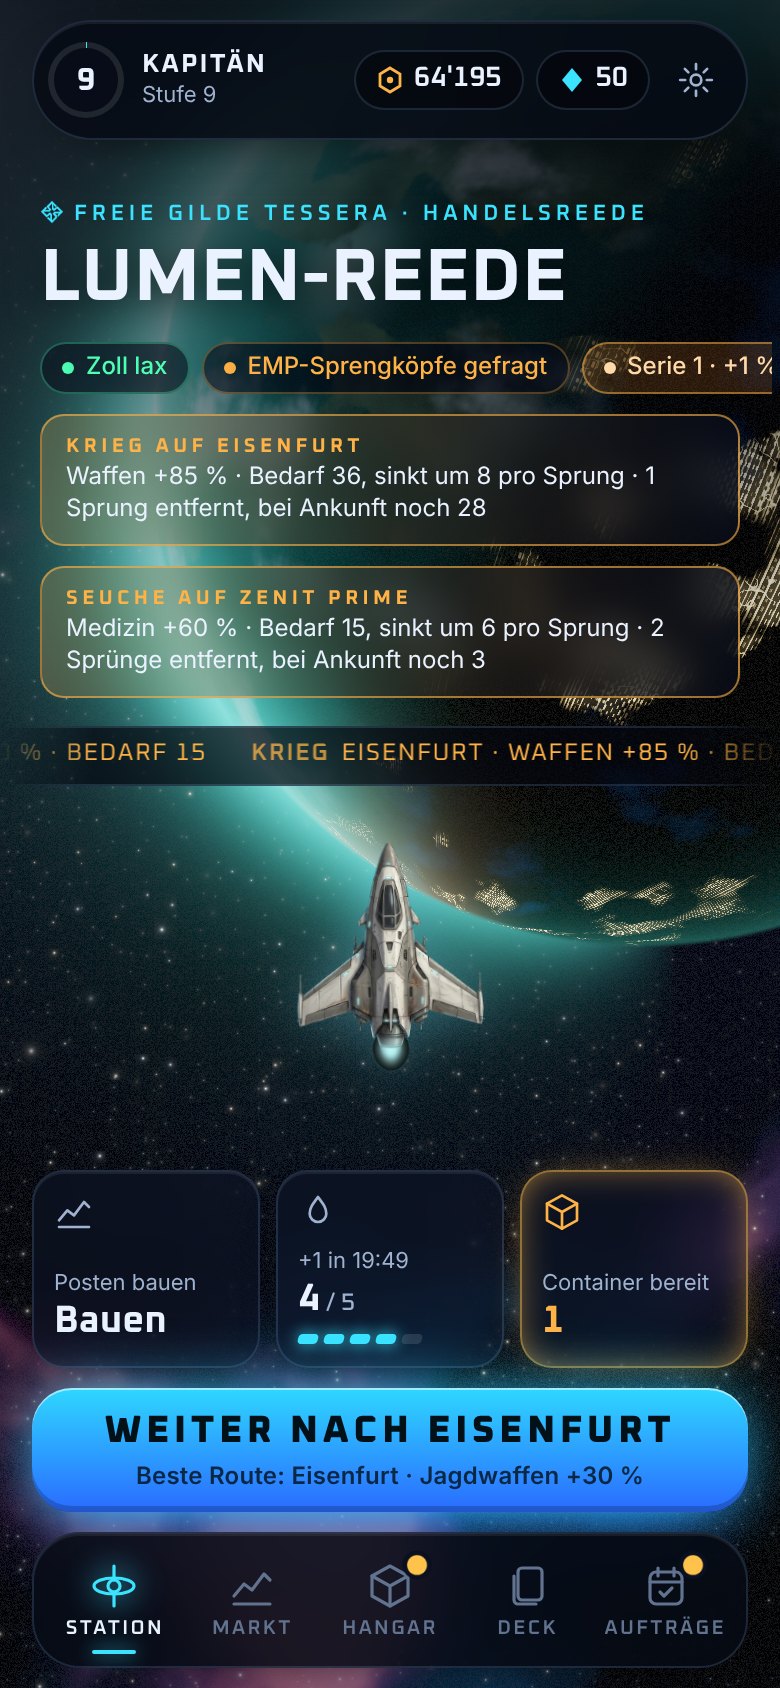 9
KAPITÄN
Stufe 9
64'195
50
FREIE GILDE TESSERA · HANDELSREEDE
LUMEN-REEDE
Zoll lax
EMP-Sprengköpfe gefragt
Serie 1 · +1 %
KRIEG AUF EISENFURT
Waffen +85 % · Bedarf 36, sinkt um 8 pro Sprung · 1
Sprung entfernt, bei Ankunft noch 28
SEUCHE AUF ZENIT PRIME
Medizin +60 % · Bedarf 15, sinkt um 6 pro Sprung · 2
Sprünge entfernt, bei Ankunft noch 3
% · BEDARF 15 KRIEG EISENFURT · WAFFEN +85 % · BED
Posten bauen
Bauen
+1 in 19:49
4 / 5
Container bereit
1
WEITER NACH EISENFURT
Beste Route: Eisenfurt · Jagdwaffen +30 %
STATION
MARKT
HANGAR
DECK
AUFTRÄGE